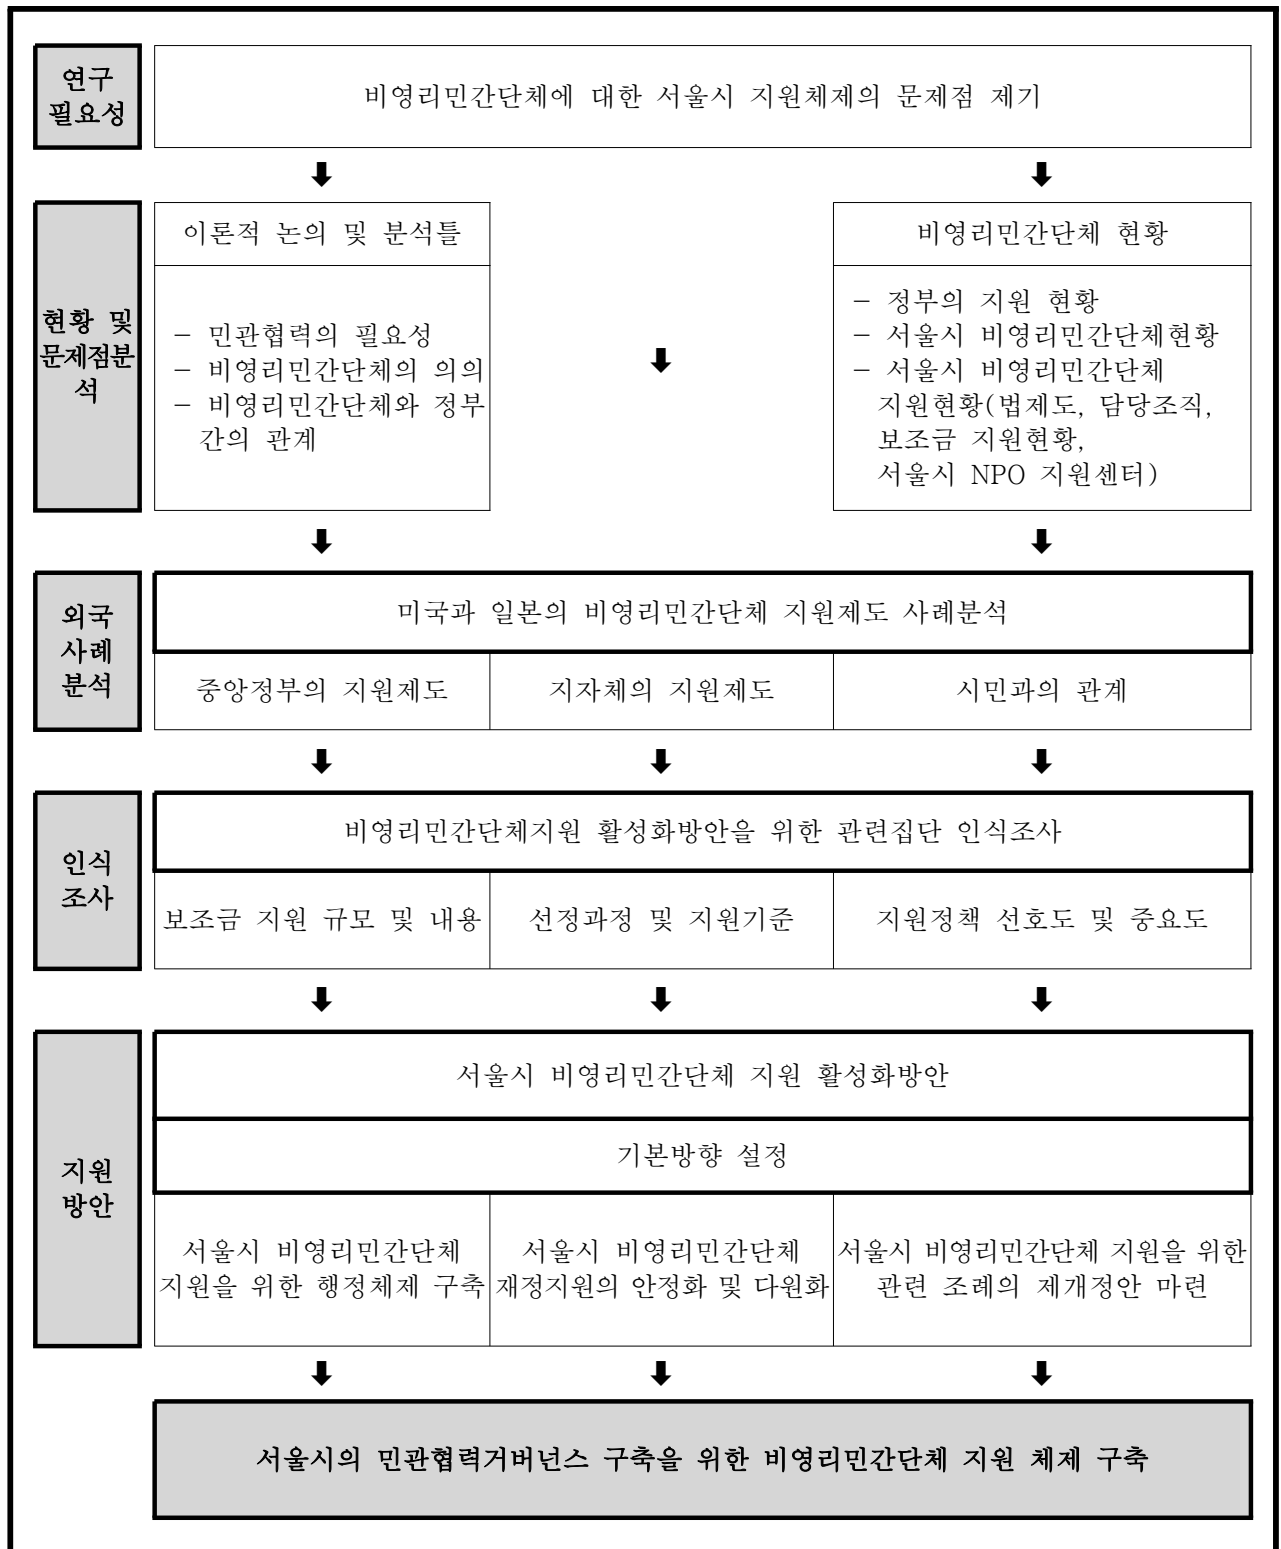 연구
필요성
비영리민간단체에 대한 서울시 지원체제의 문제점 제기
⬇ ⬇
현황 및
문제점분
석
이론적 논의 및 분석틀
- 민관협력의 필요성
- 비영리민간단체의 의의
- 비영리민간단체와 정부
간의 관계
⬇
비영리민간단체 현황
- 정부의 지원 현황
- 서울시 비영리민간단체현황
- 서울시 비영리민간단체
지원현황(법제도, 담당조직,
보조금 지원현황,
서울시 NPO 지원센터)
⬇ ⬇
외국
사례
분석
미국과 일본의 비영리민간단체 지원제도 사례분석
중앙정부의 지원제도
지자체의 지원제도
시민과의 관계
⬇ ⬇ ⬇
인식
조사
비영리민간단체지원 활성화방안을 위한 관련집단 인식조사
보조금 지원 규모 및 내용
선정과정 및 지원기준
지원정책 선호도 및 중요도
⬇ ⬇ ⬇
지원
방안
서울시 비영리민간단체 지원 활성화방안
기본방향 설정
서울시 비영리민간단체
지원을 위한 행정체제 구축
서울시 비영리민간단체
재정지원의 안정화 및 다원화
서울시 비영리민간단체 지원을 위한
관련 조례의 제개정안 마련
⬇ ⬇ ⬇
서울시의 민관협력거버넌스 구축을 위한 비영리민간단체 지원 체제 구축